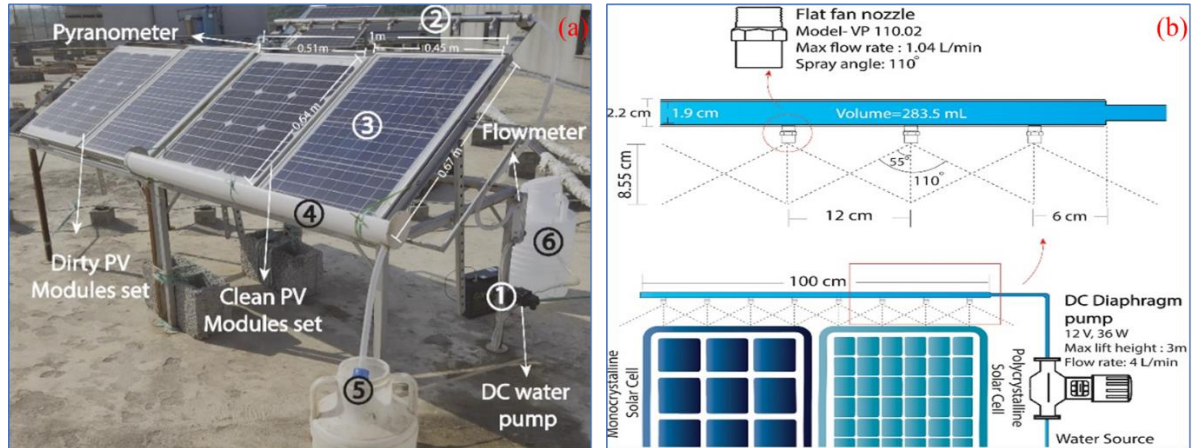 (a)
②
Pyranometer
1m
0.51m
0.45m
0.64 m
③
Flowmeter
0.67 m
④
⑥
Dirty PV
Modules set
Clean PV
Modules set
①
⑤
DC water
pump
(b)
Flat fan nozzle
Model- VP 110.02
Max flow rate : 1.04 L/min
Spray angle: 110°
2.2 cm
1.9 cm
Volume=283.5 mL
8.55 cm
55°
110°
12 cm
6 cm
100 cm
DC Diaphragm
pump
12 V, 36 W
Max lift height : 3m
Flow rate: 4 L/min
Monocrystalline
Solar Cell
Polycrystalline
Solar Cell
Water Source